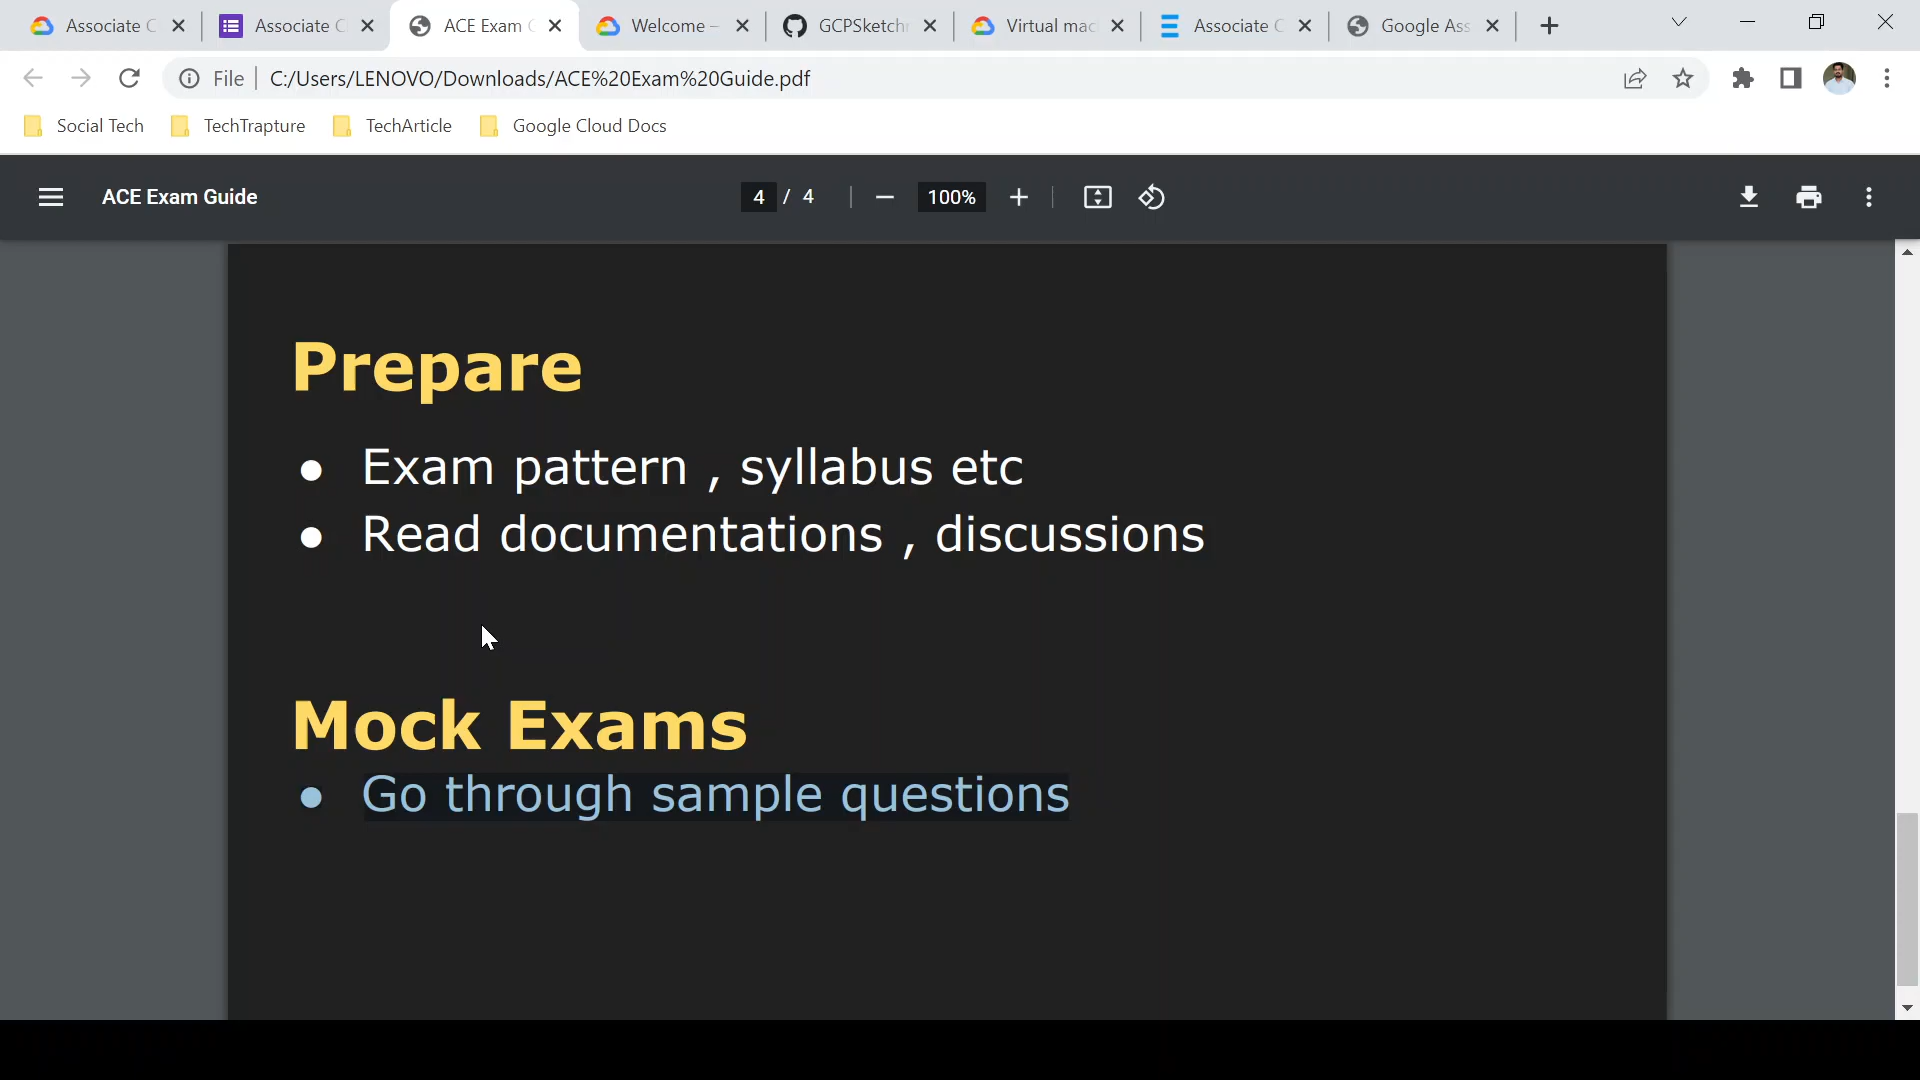 Associate C
Associate C
ACE Exam G
Welcome –
GCPSketchn
Virtual mac
Associate C
Google Ass
File
C:/Users/LENOVO/Downloads/ACE%20Exam%20Guide.pdf
Social Tech
TechTrapture
TechArticle
Google Cloud Docs
ACE Exam Guide
4 / 4
100%
Prepare
● Exam pattern , syllabus etc
● Read documentations , discussions
Mock Exams
● Go through sample questions